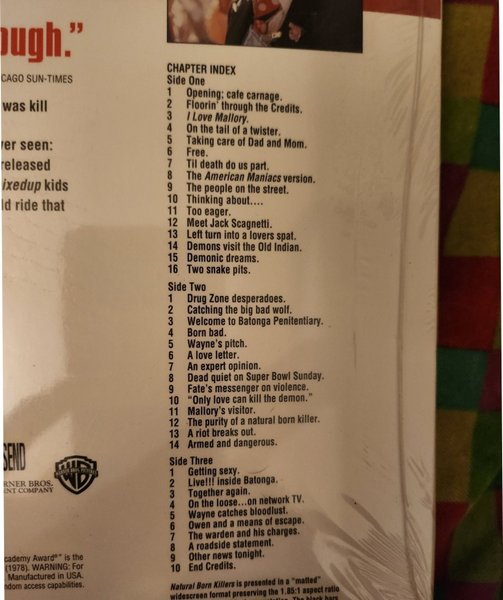 ough."
CAGO SUN-TIMES
was kill
ver seen:
released
ixedup kids
ld ride that
CHAPTER INDEX
Side One
1 Opening; cafe carnage.
2 Floorin' through the Credits.
3 I Love Mallory.
4 On the tail of a twister.
5 Taking care of Dad and Mom.
6 Free.
7 Til death do us part.
8 The American Maniacs version.
9 The people on the street.
10 Thinking about....
11 Too eager.
12 Meet Jack Scagnetti.
13 Left turn into a lovers spat.
14 Demons visit the Old Indian.
15 Demonic dreams.
16 Two snake pits.
Side Two
1 Drug Zone desperadoes.
2 Catching the big bad wolf.
3 Welcome to Batonga Penitentiary.
4 Born bad.
5 Wayne's pitch.
6 A love letter.
7 An expert opinion.
8 Dead quiet on Super Bowl Sunday.
9 Fate's messenger on violence.
10 "Only love can kill the demon."
11 Mallory's visitor.
12 The purity of a natural born killer.
13 A riot breaks out.
14 Armed and dangerous.
Side Three
1 Getting sexy.
2 Live!!! inside Batonga.
3 Together again.
4 On the loose...on network TV.
5 Wayne catches bloodlust.
6 Owen and a means of escape.
7 The warden and his charges.
8 A roadside statement.
9 Other news tonight.
10 End Credits.
SEND
RNER BROS.
ENT COMPANY
cademy Award®" is the
(1978). WARNING: For
Manufactured in USA.
ndom access capabilities.
Natural Born Killers is presented in a "matted"
widescreen format preserving the 1.85:1 aspect ratio